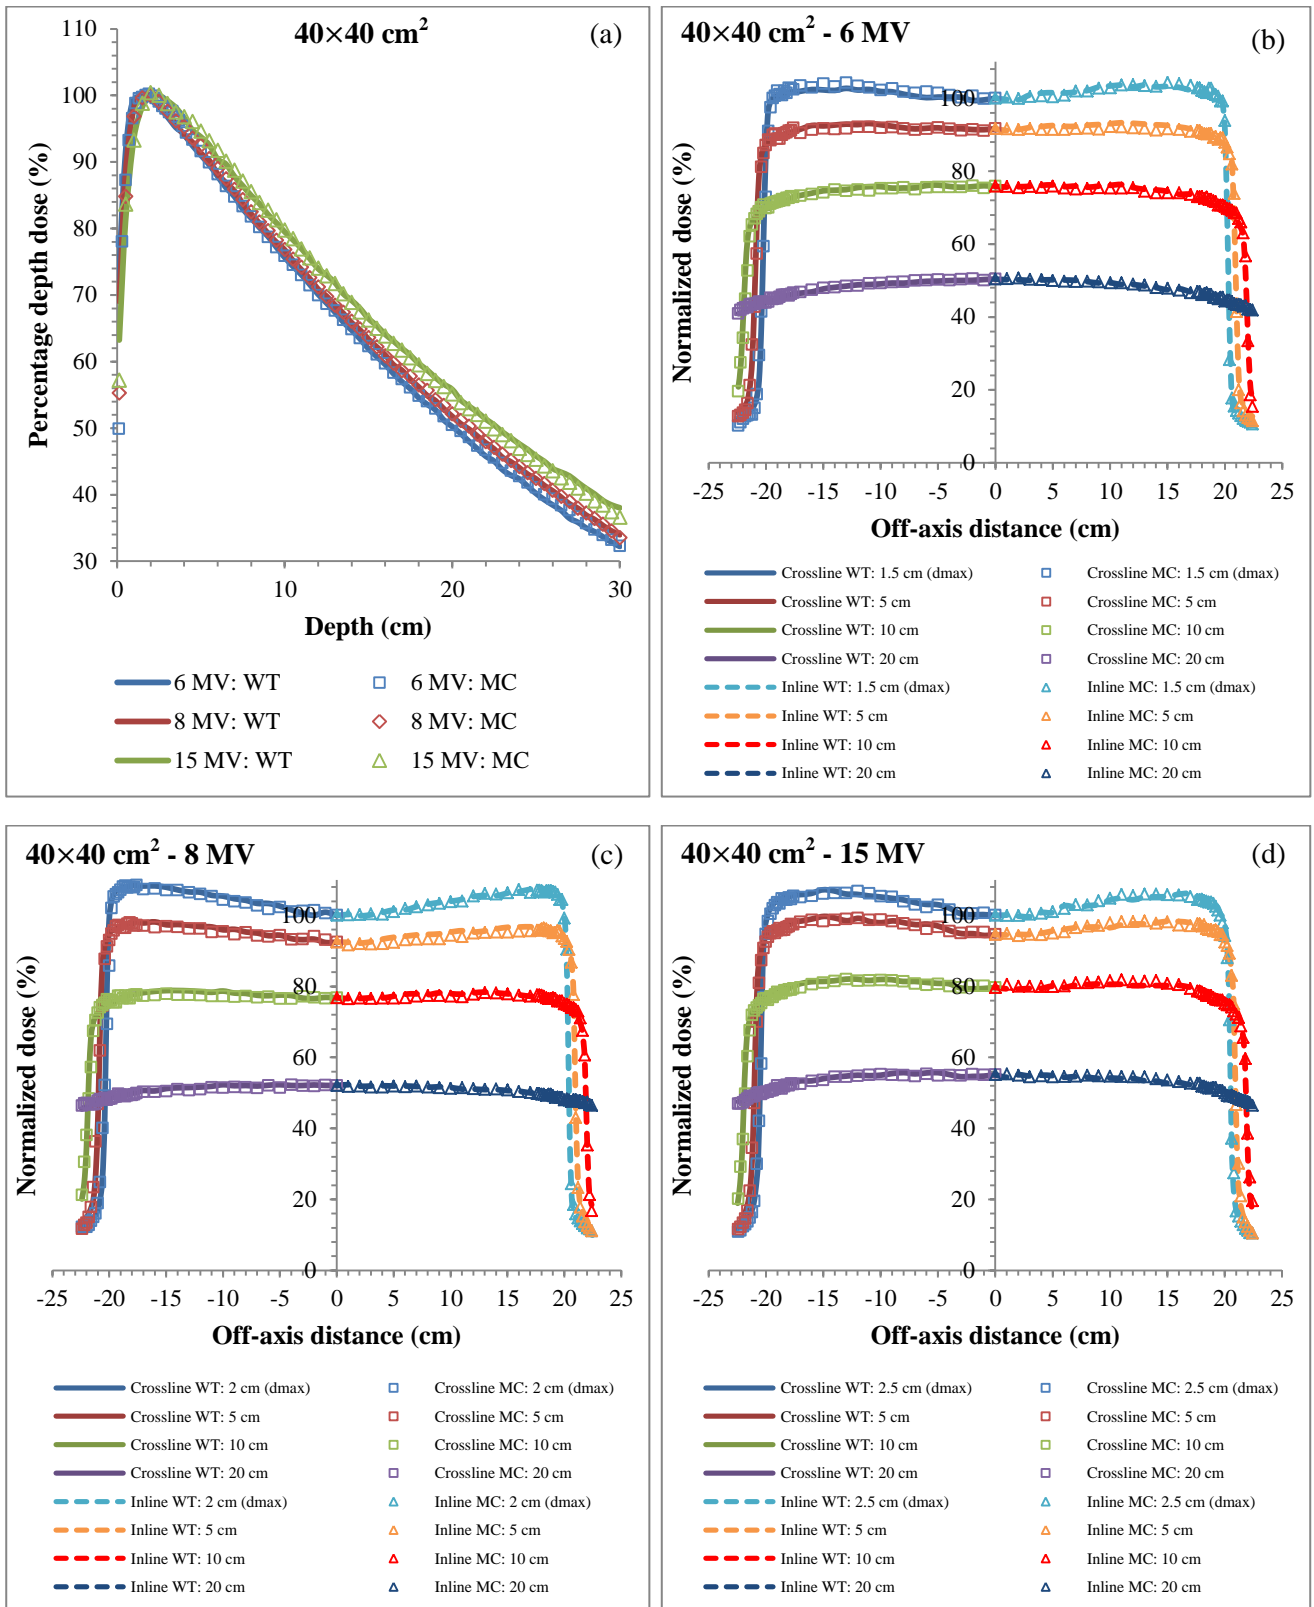 40×40 cm²
(a)
110
100
90
80
70
60
50
40
30
0
10
20
30
Percentage depth dose (%)
Depth (cm)
6 MV: WT
6 MV: MC
8 MV: WT
8 MV: MC
15 MV: WT
15 MV: MC
40×40 cm² - 6 MV
(b)
100
80
60
40
20
0
-25 -20 -15 -10 -5 0 5 10 15 20 25
Normalized dose (%)
Off-axis distance (cm)
Crossline WT: 1.5 cm (dmax)
Crossline MC: 1.5 cm (dmax)
Crossline WT: 5 cm
Crossline MC: 5 cm
Crossline WT: 10 cm
Crossline MC: 10 cm
Crossline WT: 20 cm
Crossline MC: 20 cm
Inline WT: 1.5 cm (dmax)
Inline MC: 1.5 cm (dmax)
Inline WT: 5 cm
Inline MC: 5 cm
Inline WT: 10 cm
Inline MC: 10 cm
Inline WT: 20 cm
Inline MC: 20 cm
40×40 cm² - 8 MV
(c)
100
80
60
40
20
0
-25 -20 -15 -10 -5 0 5 10 15 20 25
Normalized dose (%)
Off-axis distance (cm)
Crossline WT: 2 cm (dmax)
Crossline MC: 2 cm (dmax)
Crossline WT: 5 cm
Crossline MC: 5 cm
Crossline WT: 10 cm
Crossline MC: 10 cm
Crossline WT: 20 cm
Crossline MC: 20 cm
Inline WT: 2 cm (dmax)
Inline MC: 2 cm (dmax)
Inline WT: 5 cm
Inline MC: 5 cm
Inline WT: 10 cm
Inline MC: 10 cm
Inline WT: 20 cm
Inline MC: 20 cm
40×40 cm² - 15 MV
(d)
100
80
60
40
20
0
-25 -20 -15 -10 -5 0 5 10 15 20 25
Normalized dose (%)
Off-axis distance (cm)
Crossline WT: 2.5 cm (dmax)
Crossline MC: 2.5 cm (dmax)
Crossline WT: 5 cm
Crossline MC: 5 cm
Crossline WT: 10 cm
Crossline MC: 10 cm
Crossline WT: 20 cm
Crossline MC: 20 cm
Inline WT: 2.5 cm (dmax)
Inline MC: 2.5 cm (dmax)
Inline WT: 5 cm
Inline MC: 5 cm
Inline WT: 10 cm
Inline MC: 10 cm
Inline WT: 20 cm
Inline MC: 20 cm